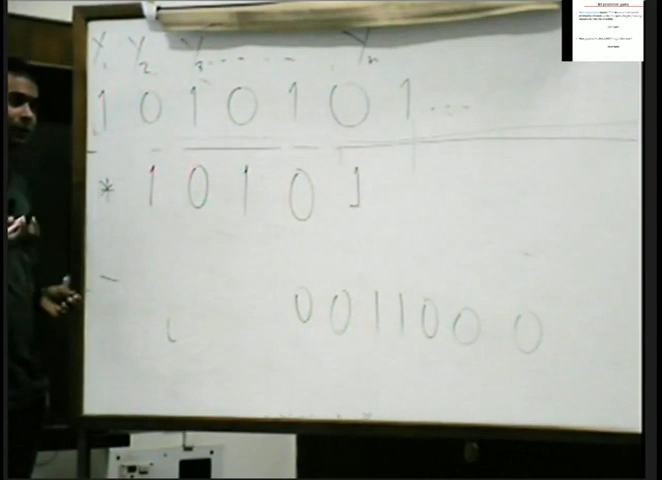 Y1 Y2 Y3 ...... Yn
1 0 1 0 1 0 1 ...
* 1 0 1 0 1
0 0 1 1 0 0 0